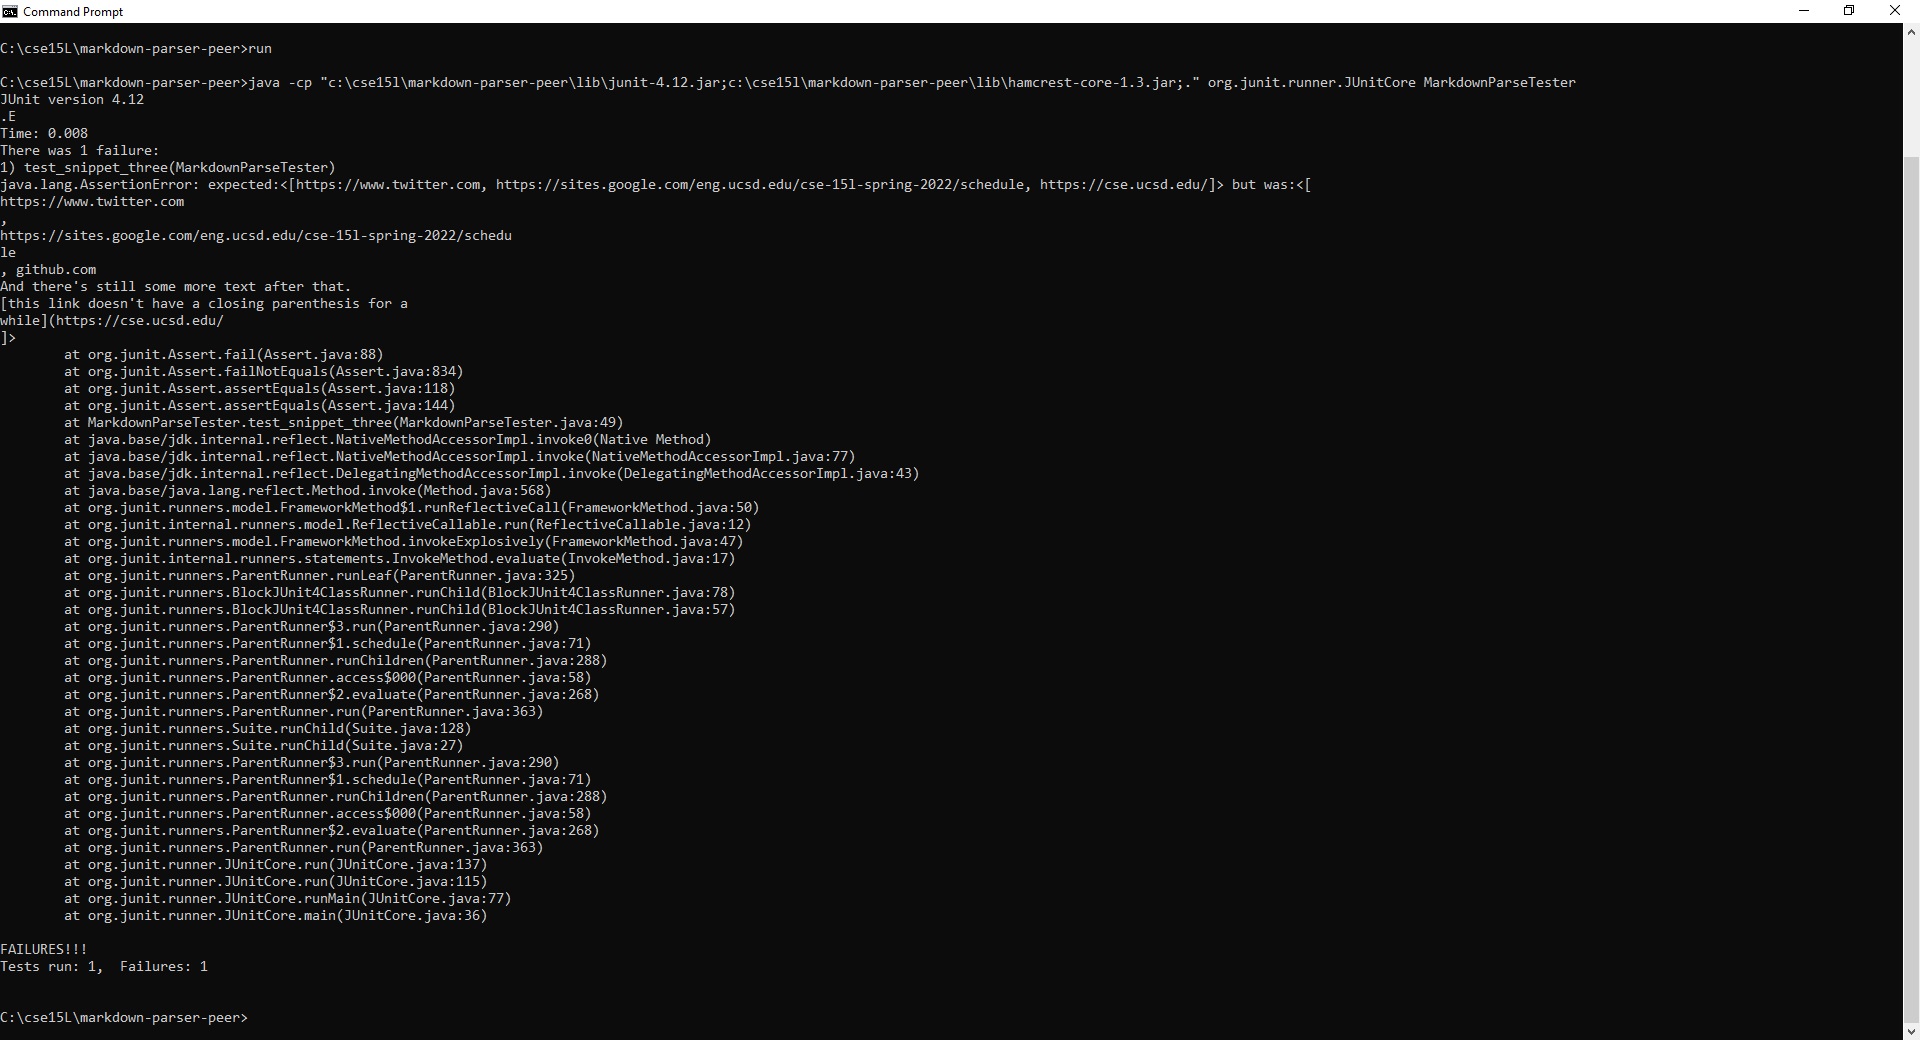 Command Prompt
C:\cse15L\markdown-parser-peer>run
C:\cse15L\markdown-parser-peer>java -cp "c:\cse15l\markdown-parser-peer\lib\junit-4.12.jar;c:\cse15l\markdown-parser-peer\lib\hamcrest-core-1.3.jar;." org.junit.runner.JUnitCore MarkdownParseTester
JUnit version 4.12
.E
Time: 0.008
There was 1 failure:
1) test_snippet_three(MarkdownParseTester)
java.lang.AssertionError: expected:<[https://www.twitter.com, https://sites.google.com/eng.ucsd.edu/cse-15l-spring-2022/schedule, https://cse.ucsd.edu/]> but was:<[
https://www.twitter.com
,
https://sites.google.com/eng.ucsd.edu/cse-15l-spring-2022/schedu
le
, github.com
And there's still some more text after that.
[this link doesn't have a closing parenthesis for a
while](https://cse.ucsd.edu/
]>
at org.junit.Assert.fail(Assert.java:88)
at org.junit.Assert.failNotEquals(Assert.java:834)
at org.junit.Assert.assertEquals(Assert.java:118)
at org.junit.Assert.assertEquals(Assert.java:144)
at MarkdownParseTester.test_snippet_three(MarkdownParseTester.java:49)
at java.base/jdk.internal.reflect.NativeMethodAccessorImpl.invoke0(Native Method)
at java.base/jdk.internal.reflect.NativeMethodAccessorImpl.invoke(NativeMethodAccessorImpl.java:77)
at java.base/jdk.internal.reflect.DelegatingMethodAccessorImpl.invoke(DelegatingMethodAccessorImpl.java:43)
at java.base/java.lang.reflect.Method.invoke(Method.java:568)
at org.junit.runners.model.FrameworkMethod$1.runReflectiveCall(FrameworkMethod.java:50)
at org.junit.internal.runners.model.ReflectiveCallable.run(ReflectiveCallable.java:12)
at org.junit.runners.model.FrameworkMethod.invokeExplosively(FrameworkMethod.java:47)
at org.junit.internal.runners.statements.InvokeMethod.evaluate(InvokeMethod.java:17)
at org.junit.runners.ParentRunner.runLeaf(ParentRunner.java:325)
at org.junit.runners.BlockJUnit4ClassRunner.runChild(BlockJUnit4ClassRunner.java:78)
at org.junit.runners.BlockJUnit4ClassRunner.runChild(BlockJUnit4ClassRunner.java:57)
at org.junit.runners.ParentRunner$3.run(ParentRunner.java:290)
at org.junit.runners.ParentRunner$1.schedule(ParentRunner.java:71)
at org.junit.runners.ParentRunner.runChildren(ParentRunner.java:288)
at org.junit.runners.ParentRunner.access$000(ParentRunner.java:58)
at org.junit.runners.ParentRunner$2.evaluate(ParentRunner.java:268)
at org.junit.runners.ParentRunner.run(ParentRunner.java:363)
at org.junit.runners.Suite.runChild(Suite.java:128)
at org.junit.runners.Suite.runChild(Suite.java:27)
at org.junit.runners.ParentRunner$3.run(ParentRunner.java:290)
at org.junit.runners.ParentRunner$1.schedule(ParentRunner.java:71)
at org.junit.runners.ParentRunner.runChildren(ParentRunner.java:288)
at org.junit.runners.ParentRunner.access$000(ParentRunner.java:58)
at org.junit.runners.ParentRunner$2.evaluate(ParentRunner.java:268)
at org.junit.runners.ParentRunner.run(ParentRunner.java:363)
at org.junit.runner.JUnitCore.run(JUnitCore.java:137)
at org.junit.runner.JUnitCore.run(JUnitCore.java:115)
at org.junit.runner.JUnitCore.runMain(JUnitCore.java:77)
at org.junit.runner.JUnitCore.main(JUnitCore.java:36)
FAILURES!!!
Tests run: 1,  Failures: 1
C:\cse15L\markdown-parser-peer>